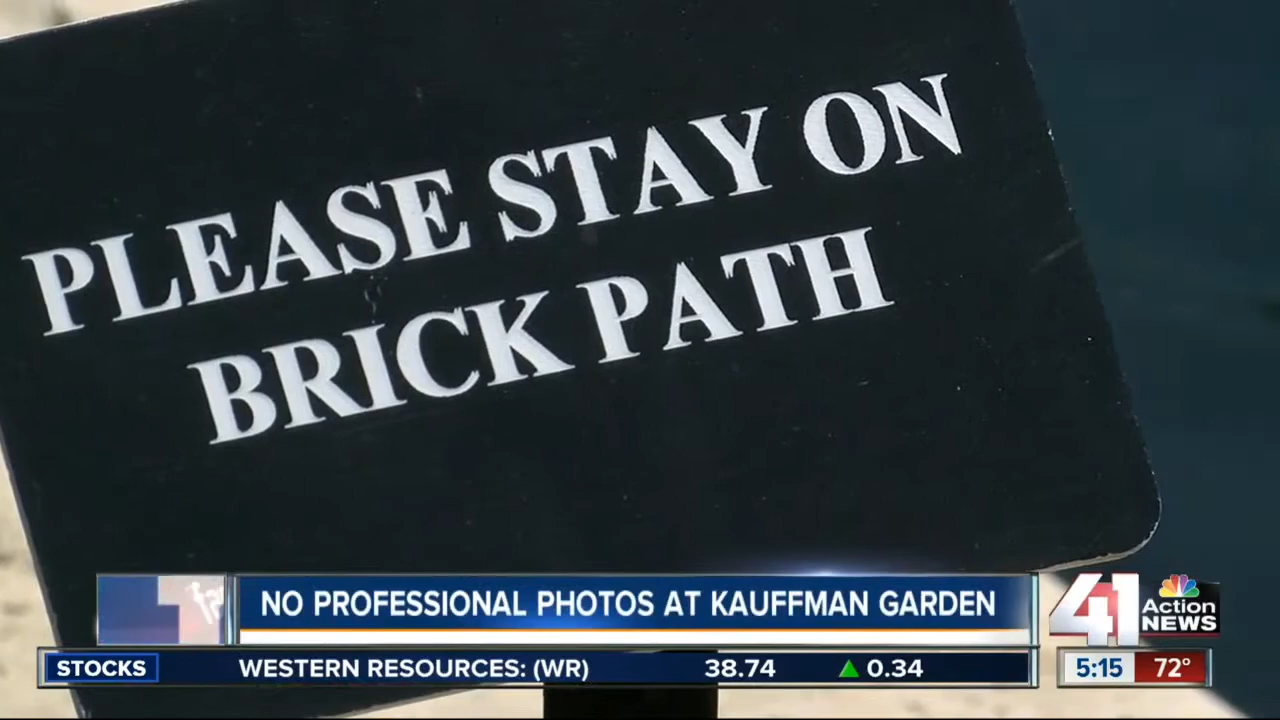 PLEASE STAY ON
BRICK PATH
NO PROFESSIONAL PHOTOS AT KAUFFMAN GARDEN
41 Action NEWS
STOCKS WESTERN RESOURCES: (WR) 38.74 ▲ 0.34
5:15 72°